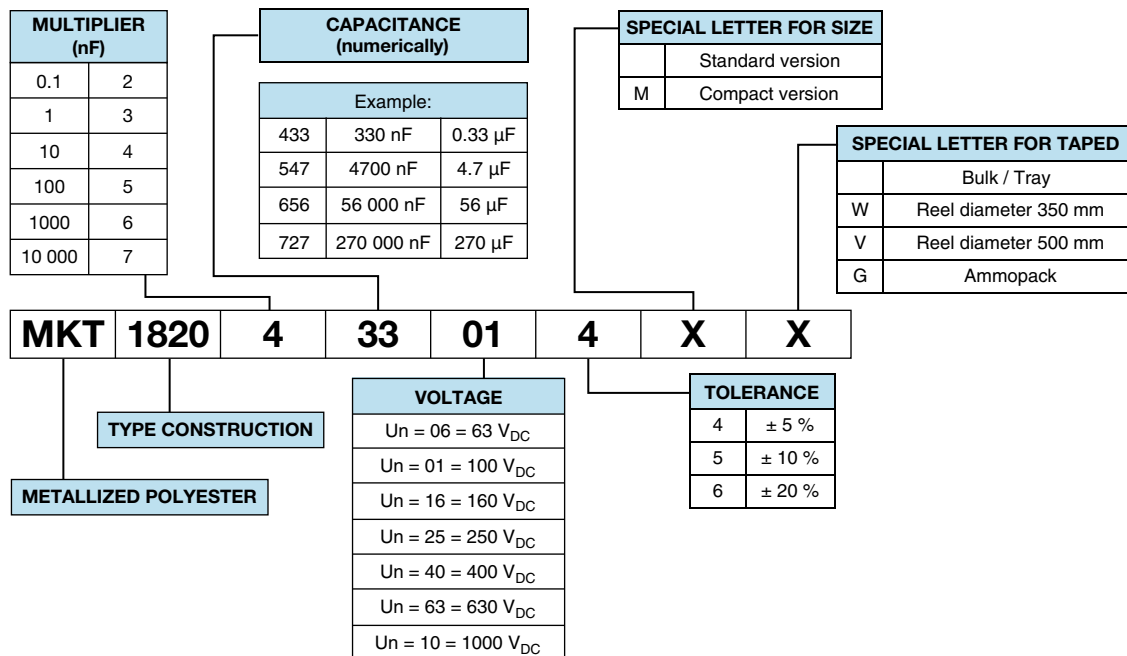 MULTIPLIER
(nF)
0.1 2
1 3
10 4
100 5
1000 6
10 000 7
CAPACITANCE
(numerically)
Example:
433 330 nF 0.33 µF
547 4700 nF 4.7 µF
656 56 000 nF 56 µF
727 270 000 nF 270 µF
SPECIAL LETTER FOR SIZE
Standard version
M Compact version
SPECIAL LETTER FOR TAPED
Bulk / Tray
W Reel diameter 350 mm
V Reel diameter 500 mm
G Ammopack
MKT 1820 4 33 01 4 X X
METALLIZED POLYESTER
TYPE CONSTRUCTION
VOLTAGE
Un = 06 = 63 VDC
Un = 01 = 100 VDC
Un = 16 = 160 VDC
Un = 25 = 250 VDC
Un = 40 = 400 VDC
Un = 63 = 630 VDC
Un = 10 = 1000 VDC
TOLERANCE
4 ± 5 %
5 ± 10 %
6 ± 20 %